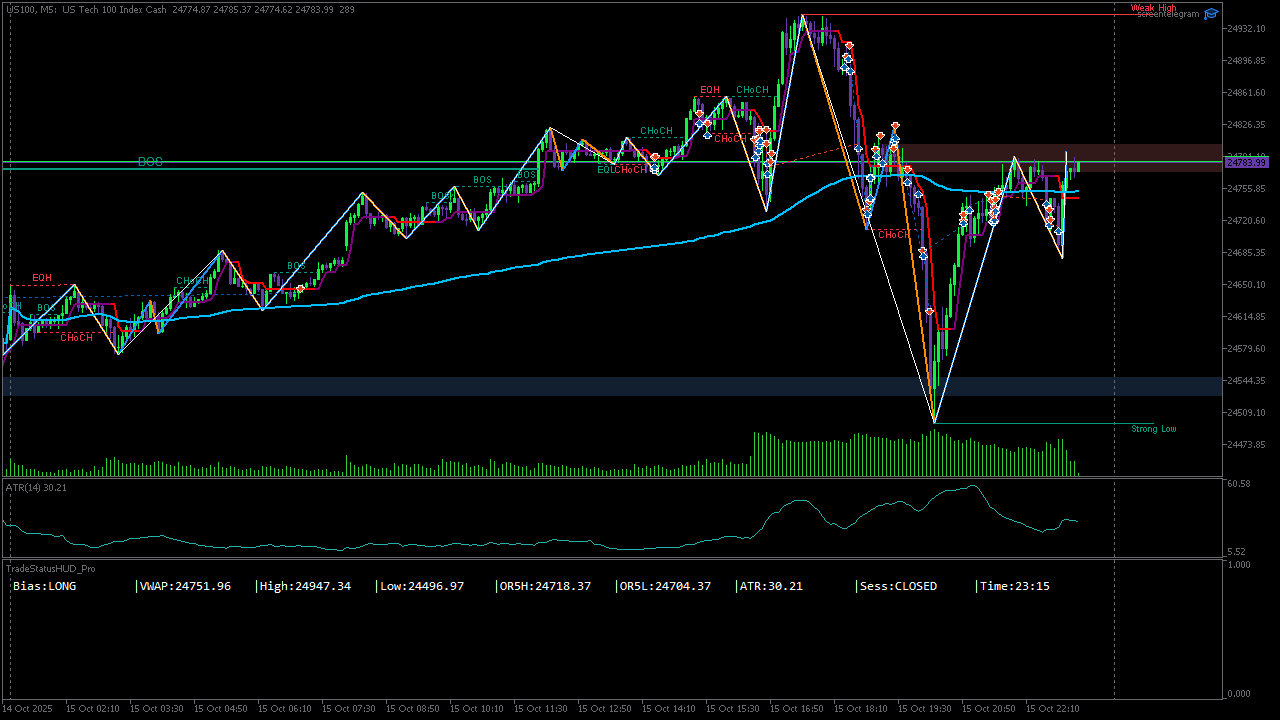 US100, M5: US Tech 100 Index Cash 24774.87 24785.37 24774.62 24783.99 289
Weak High
screentelegram
24932.10
24896.85
24861.60
24826.35
24783.99
24755.85
24720.60
24685.35
24650.10
24614.85
24579.60
24544.35
24509.10
24473.85
EQH CHoCH
CHoCH
CHoCH
BOS
EQL CHoCH
BOS BOS
BOS
CHoCH
BOS
EQH
CHoCH
BOS
CHoCH
Strong Low
ATR(14) 30.21
60.58
5.52
TradeStatusHUD_Pro
1.000
Bias:LONG |VWAP:24751.96 |High:24947.34 |Low:24496.97 |OR5H:24718.37 |OR5L:24704.37 |ATR:30.21 |Sess:CLOSED |Time:23:15
0.000
14 Oct 2025 15 Oct 02:10 15 Oct 03:30 15 Oct 04:50 15 Oct 06:10 15 Oct 07:30 15 Oct 08:50 15 Oct 10:10 15 Oct 11:30 15 Oct 12:50 15 Oct 14:10 15 Oct 15:30 15 Oct 16:50 15 Oct 18:10 15 Oct 19:30 15 Oct 20:50 15 Oct 22:10